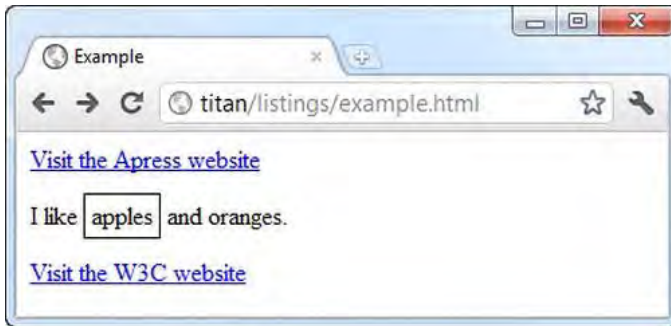 Example
titan/listings/example.html
Visit the Apress website
I like apples and oranges.
Visit the W3C website